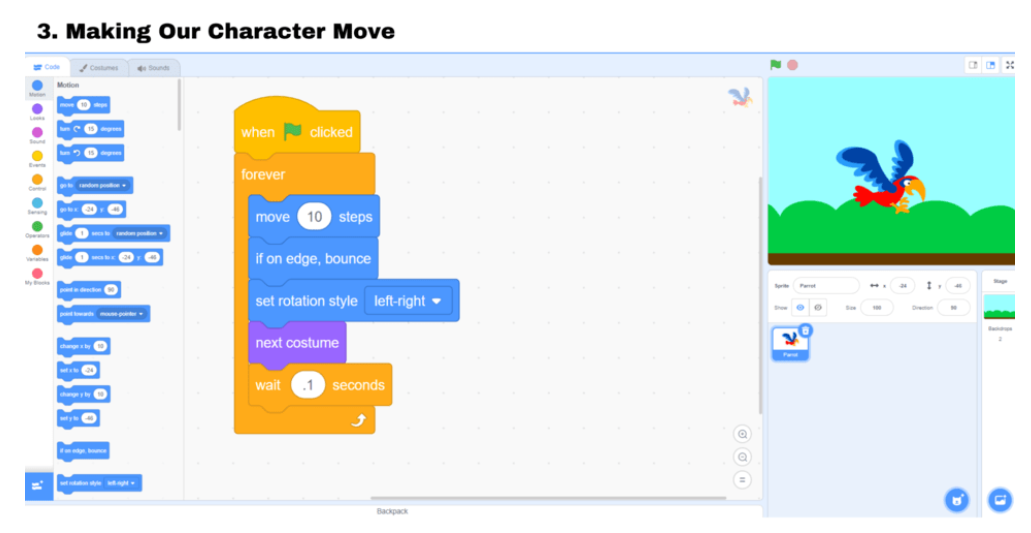 3. Making Our Character Move
Code Costumes Sounds
Motion
Motion
Looks
Sound
Events
Control
Sensing
Operators
Variables
My Blocks
move 10 steps
turn 15 degrees
turn 15 degrees
go to random position
go to x: -24 y: -46
glide 1 secs to random position
glide 1 secs to x: -24 y: -46
point in direction 90
point towards mouse-pointer
change x by 10
set x to -24
change y by 10
set y to -46
if on edge, bounce
set rotation style left-right
when clicked
forever
move 10 steps
if on edge, bounce
set rotation style left-right
next costume
wait .1 seconds
Backpack
Sprite Parrot x -24 y -46
Show Size 100 Direction 90
Parrot
Stage
Backdrops
2